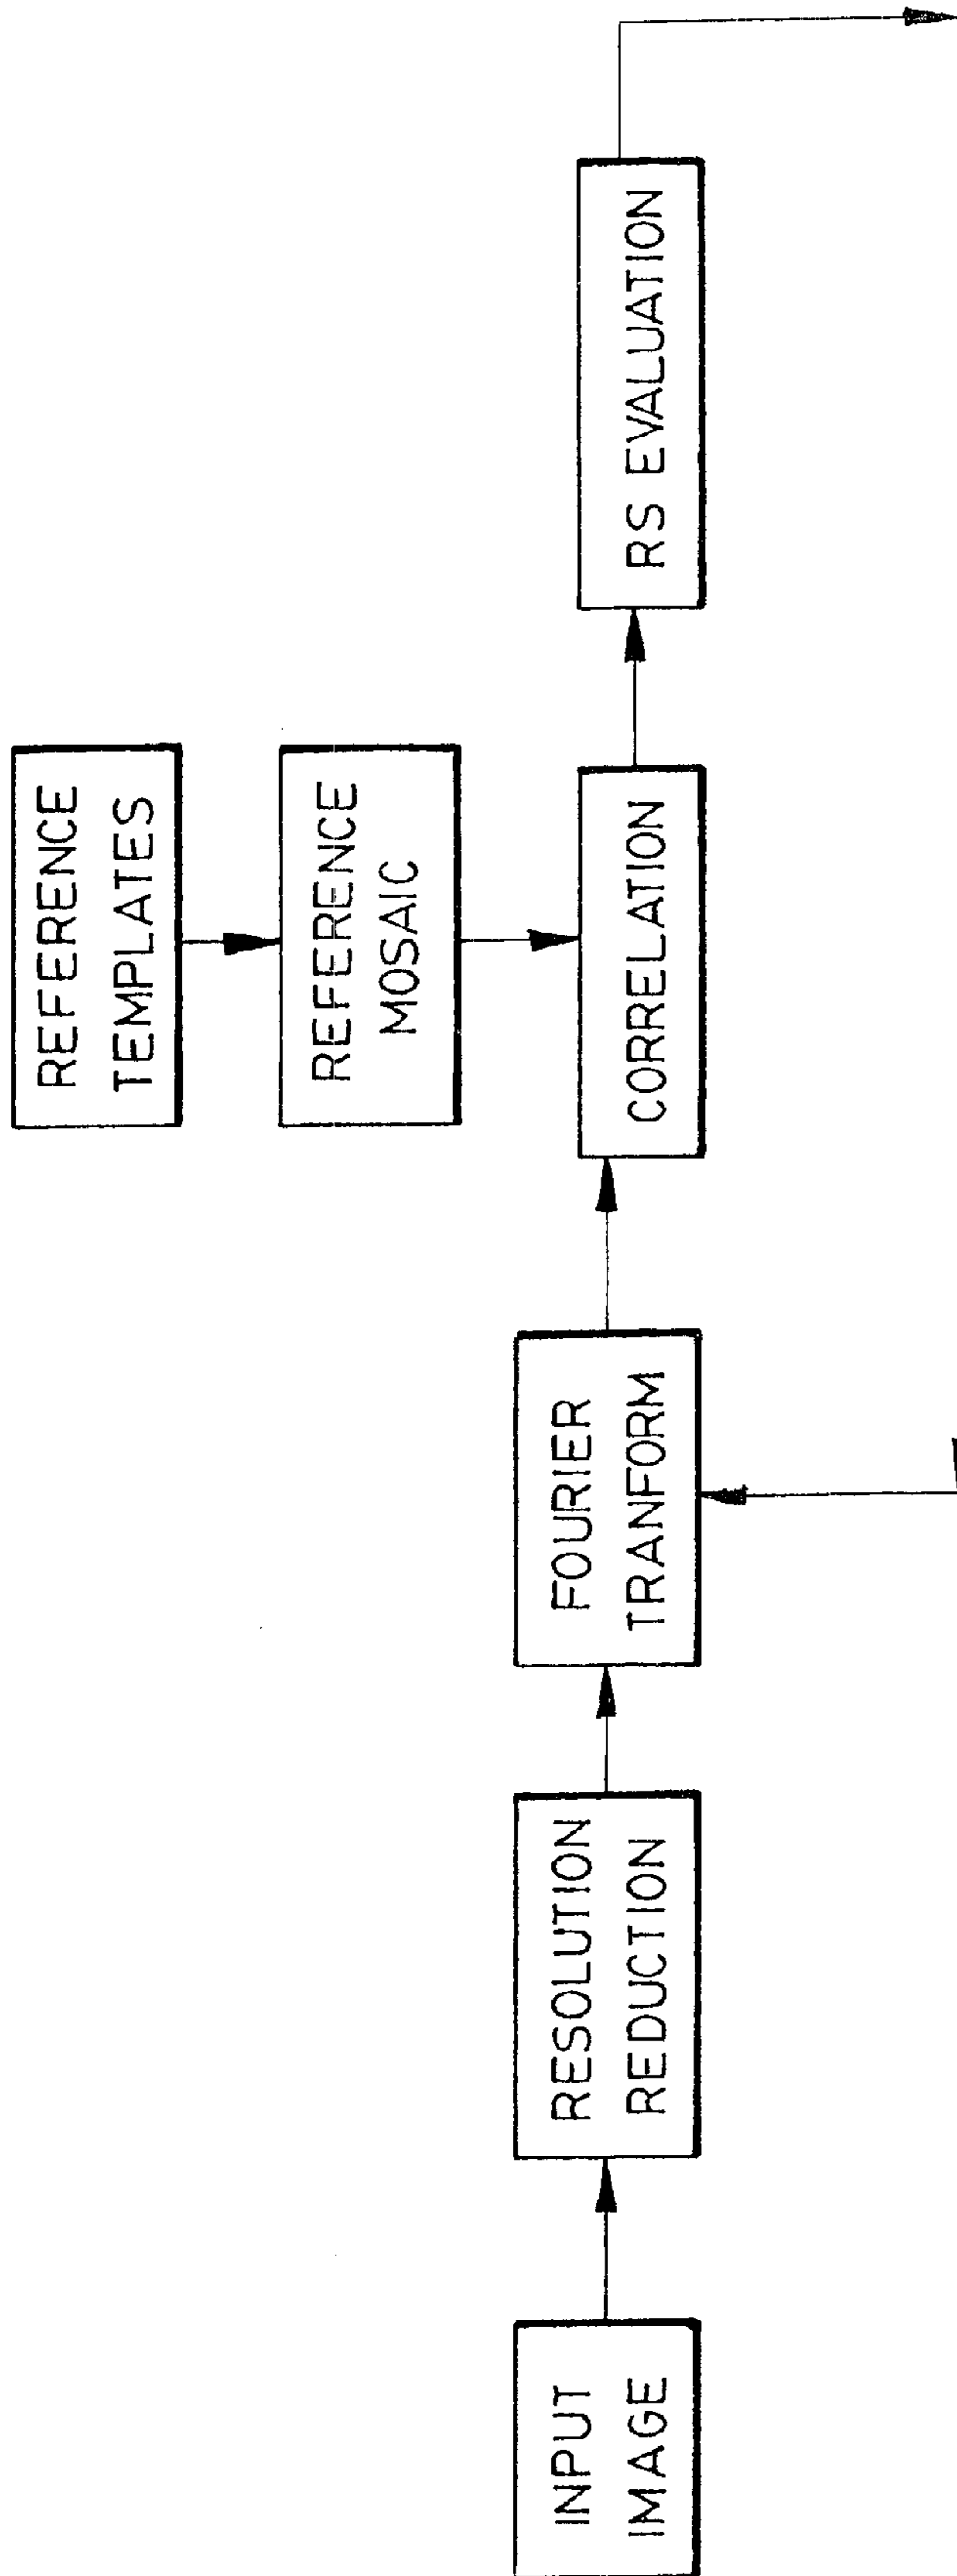 REFERENCE
TEMPLATES
REFERENCE
MOSAIC
INPUT
IMAGE
RESOLUTION
REDUCTION
FOURIER
TRANFORM
CORRELATION
RS EVALUATION